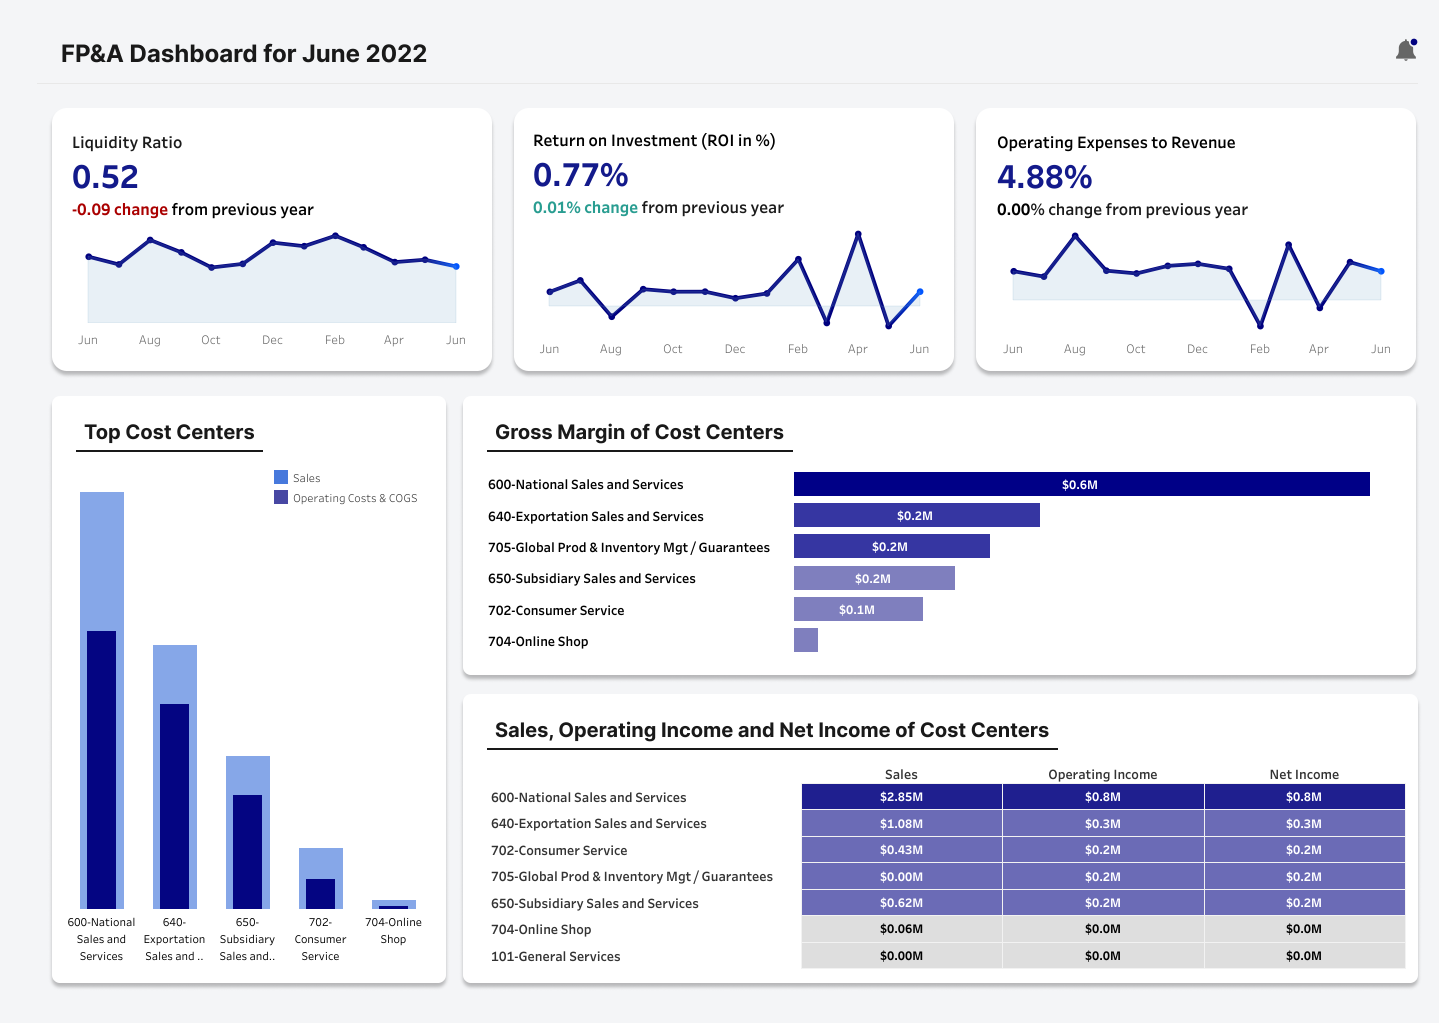 FP&A Dashboard for June 2022
Liquidity Ratio
0.52
-0.09 change from previous year
Jun Aug Oct Dec Feb Apr Jun
Return on Investment (ROI in %)
0.77%
0.01% change from previous year
Jun Aug Oct Dec Feb Apr Jun
Operating Expenses to Revenue
4.88%
0.00% change from previous year
Jun Aug Oct Dec Feb Apr Jun
Top Cost Centers
Sales
Operating Costs & COGS
600-National
Sales and
Services
640-
Exportation
Sales and ..
650-
Subsidiary
Sales and..
702-
Consumer
Service
704-Online
Shop
Gross Margin of Cost Centers
600-National Sales and Services $0.6M
640-Exportation Sales and Services $0.2M
705-Global Prod & Inventory Mgt / Guarantees $0.2M
650-Subsidiary Sales and Services $0.2M
702-Consumer Service $0.1M
704-Online Shop
Sales, Operating Income and Net Income of Cost Centers
Sales Operating Income Net Income
600-National Sales and Services $2.85M $0.8M $0.8M
640-Exportation Sales and Services $1.08M $0.3M $0.3M
702-Consumer Service $0.43M $0.2M $0.2M
705-Global Prod & Inventory Mgt / Guarantees $0.00M $0.2M $0.2M
650-Subsidiary Sales and Services $0.62M $0.2M $0.2M
704-Online Shop $0.06M $0.0M $0.0M
101-General Services $0.00M $0.0M $0.0M